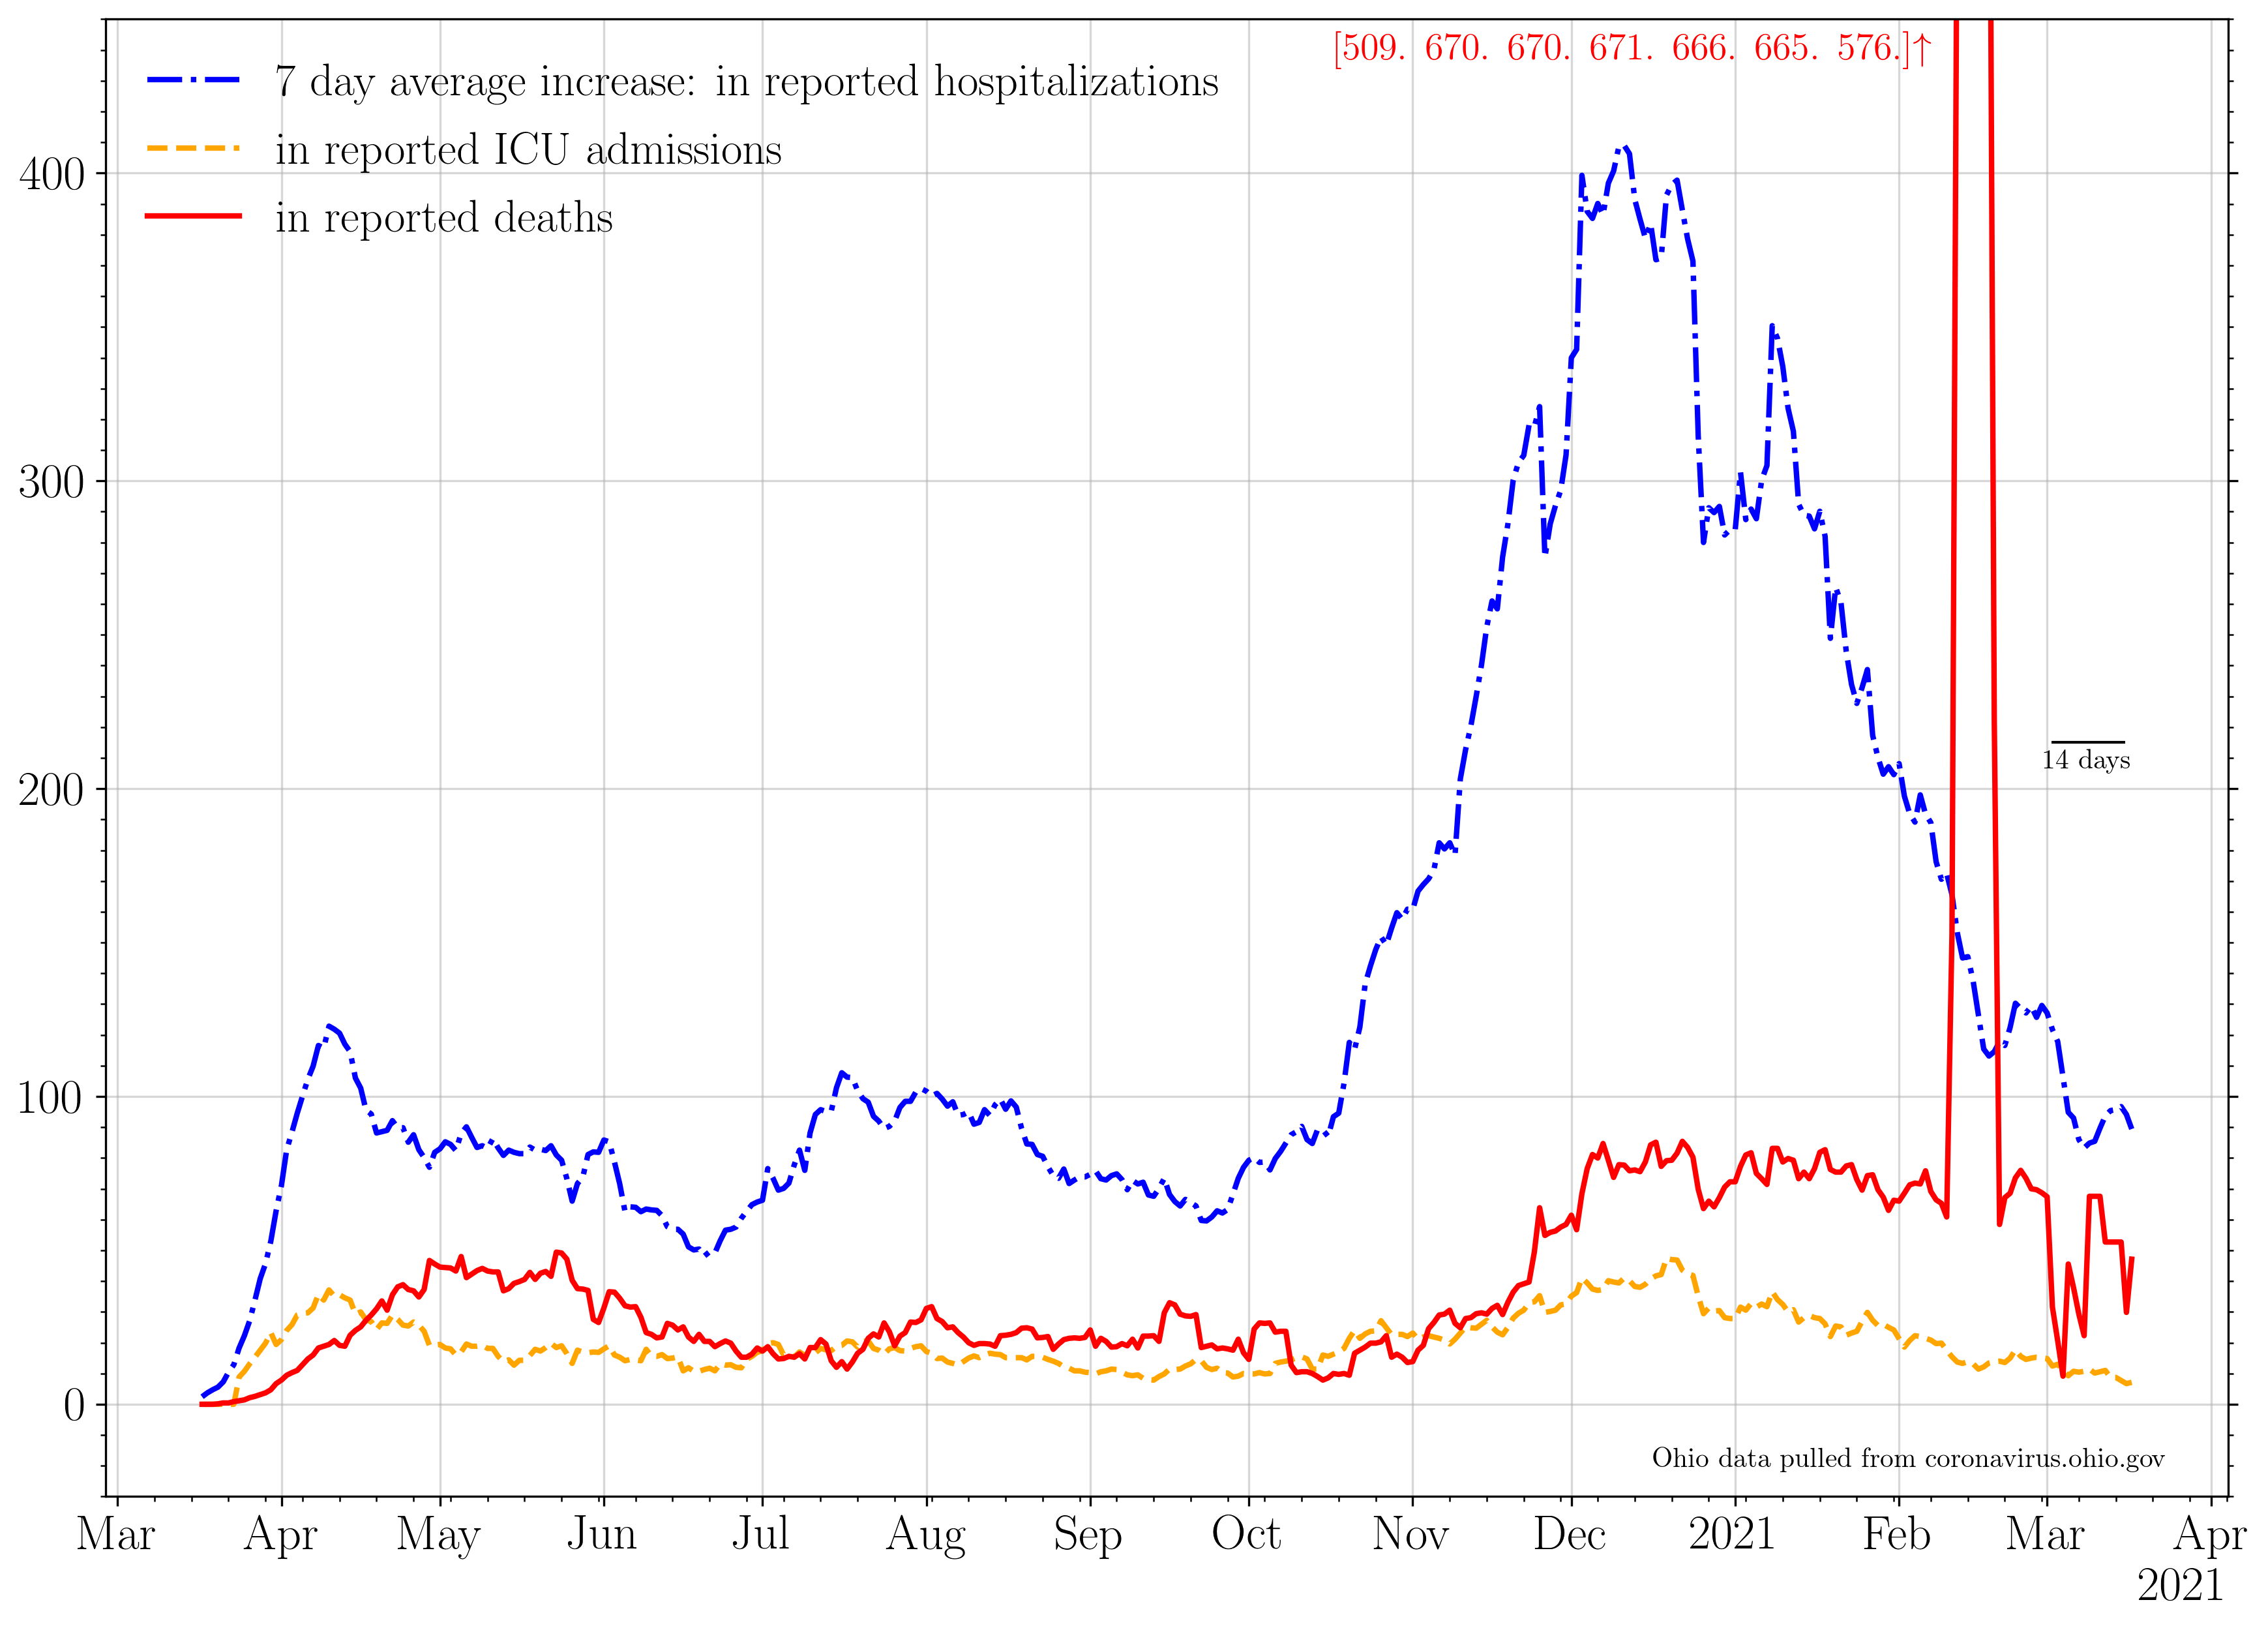 [509. 670. 670. 671. 666. 665. 576.]↑
7 day average increase: in reported hospitalizations
in reported ICU admissions
in reported deaths
400
300
200
100
0
14 days
Ohio data pulled from coronavirus.ohio.gov
Mar Apr May Jun Jul Aug Sep Oct Nov Dec 2021 Feb Mar Apr
2021